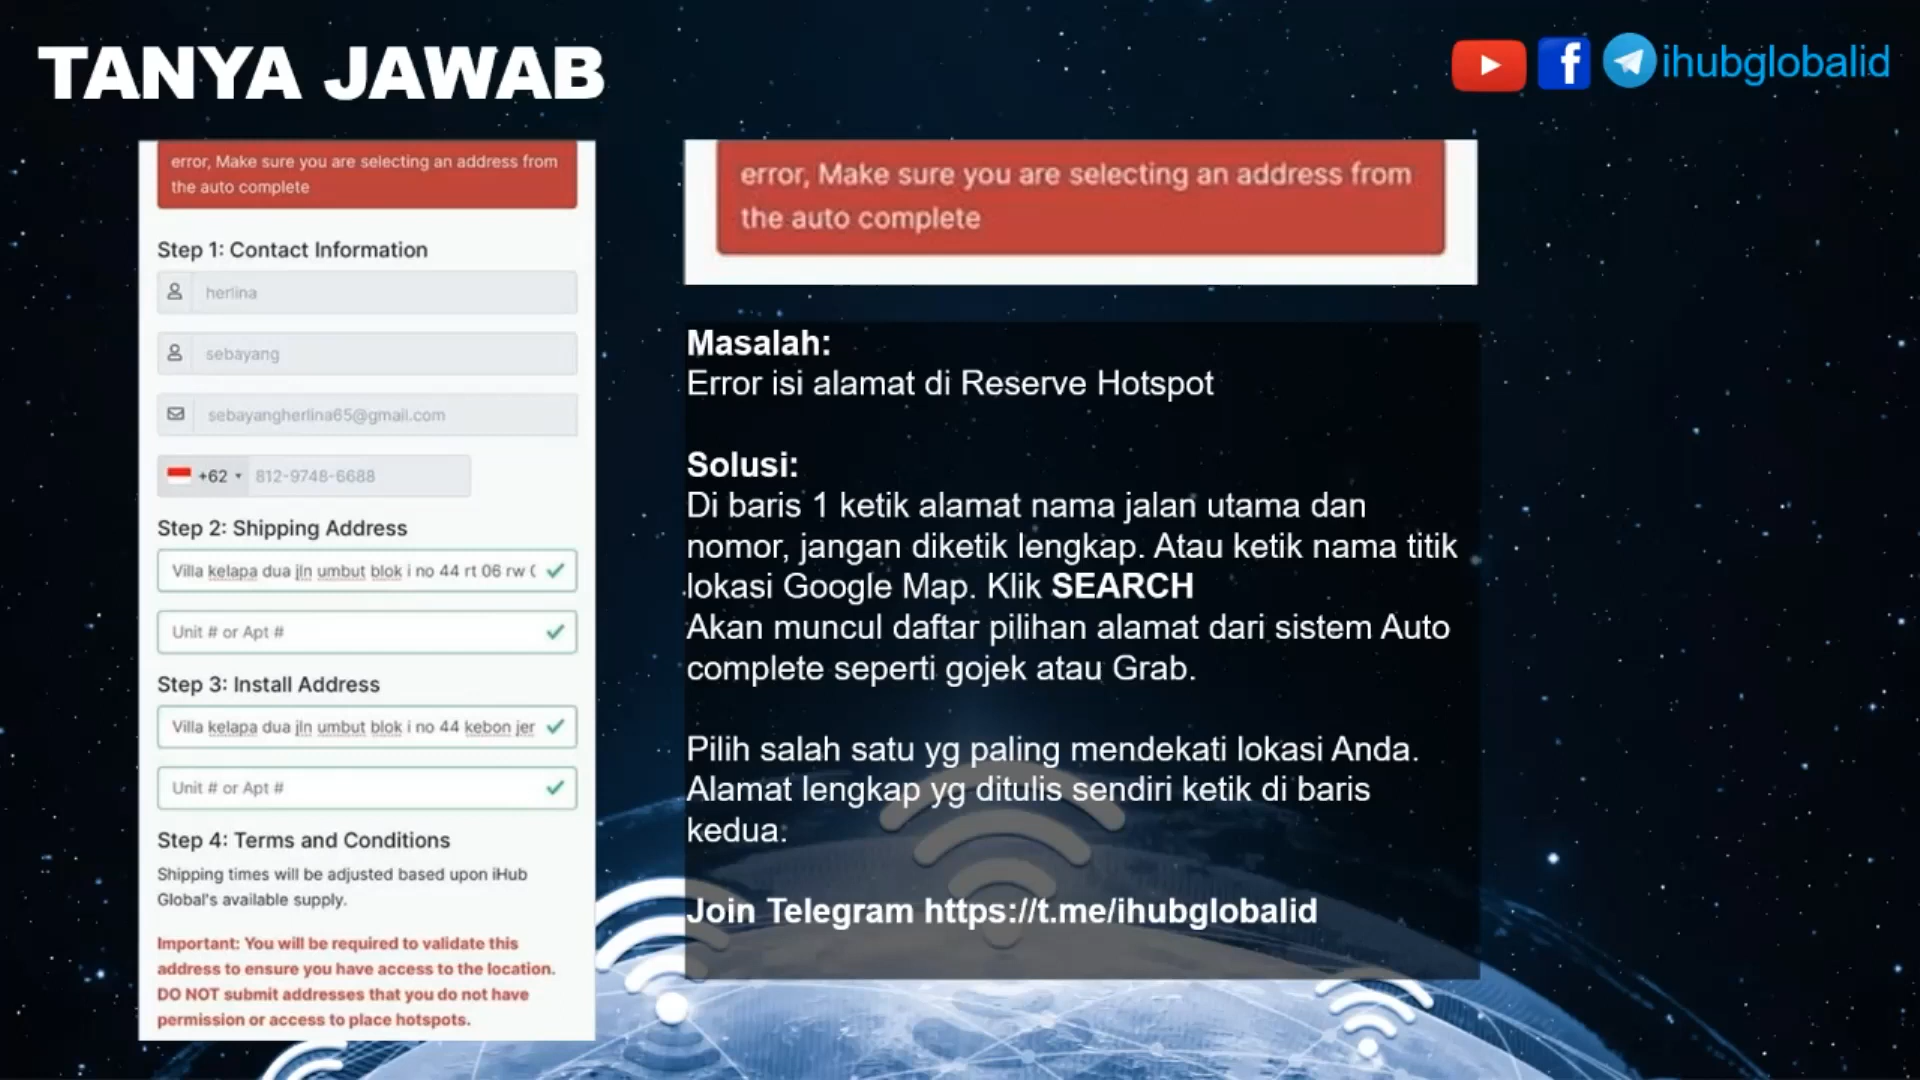 TANYA JAWAB
ihubglobalid
error, Make sure you are selecting an address from
the auto complete
Step 1: Contact Information
herlina
sebayang
sebayangherlina65@gmail.com
+62 812-9748-6688
Step 2: Shipping Address
Villa kelapa dua jln umbut blok i no 44 rt 06 rw
Unit # or Apt #
Step 3: Install Address
Villa kelapa dua jln umbut blok i no 44 kebon jer
Unit # or Apt #
Step 4: Terms and Conditions
Shipping times will be adjusted based upon iHub
Global's available supply.
Important: You will be required to validate this
address to ensure you have access to the location.
DO NOT submit addresses that you do not have
permission or access to place hotspots.
error, Make sure you are selecting an address from
the auto complete
Masalah:
Error isi alamat di Reserve Hotspot
Solusi:
Di baris 1 ketik alamat nama jalan utama dan
nomor, jangan diketik lengkap. Atau ketik nama titik
lokasi Google Map. Klik SEARCH
Akan muncul daftar pilihan alamat dari sistem Auto
complete seperti gojek atau Grab.
Pilih salah satu yg paling mendekati lokasi Anda.
Alamat lengkap yg ditulis sendiri ketik di baris
kedua.
Join Telegram https://t.me/ihubglobalid